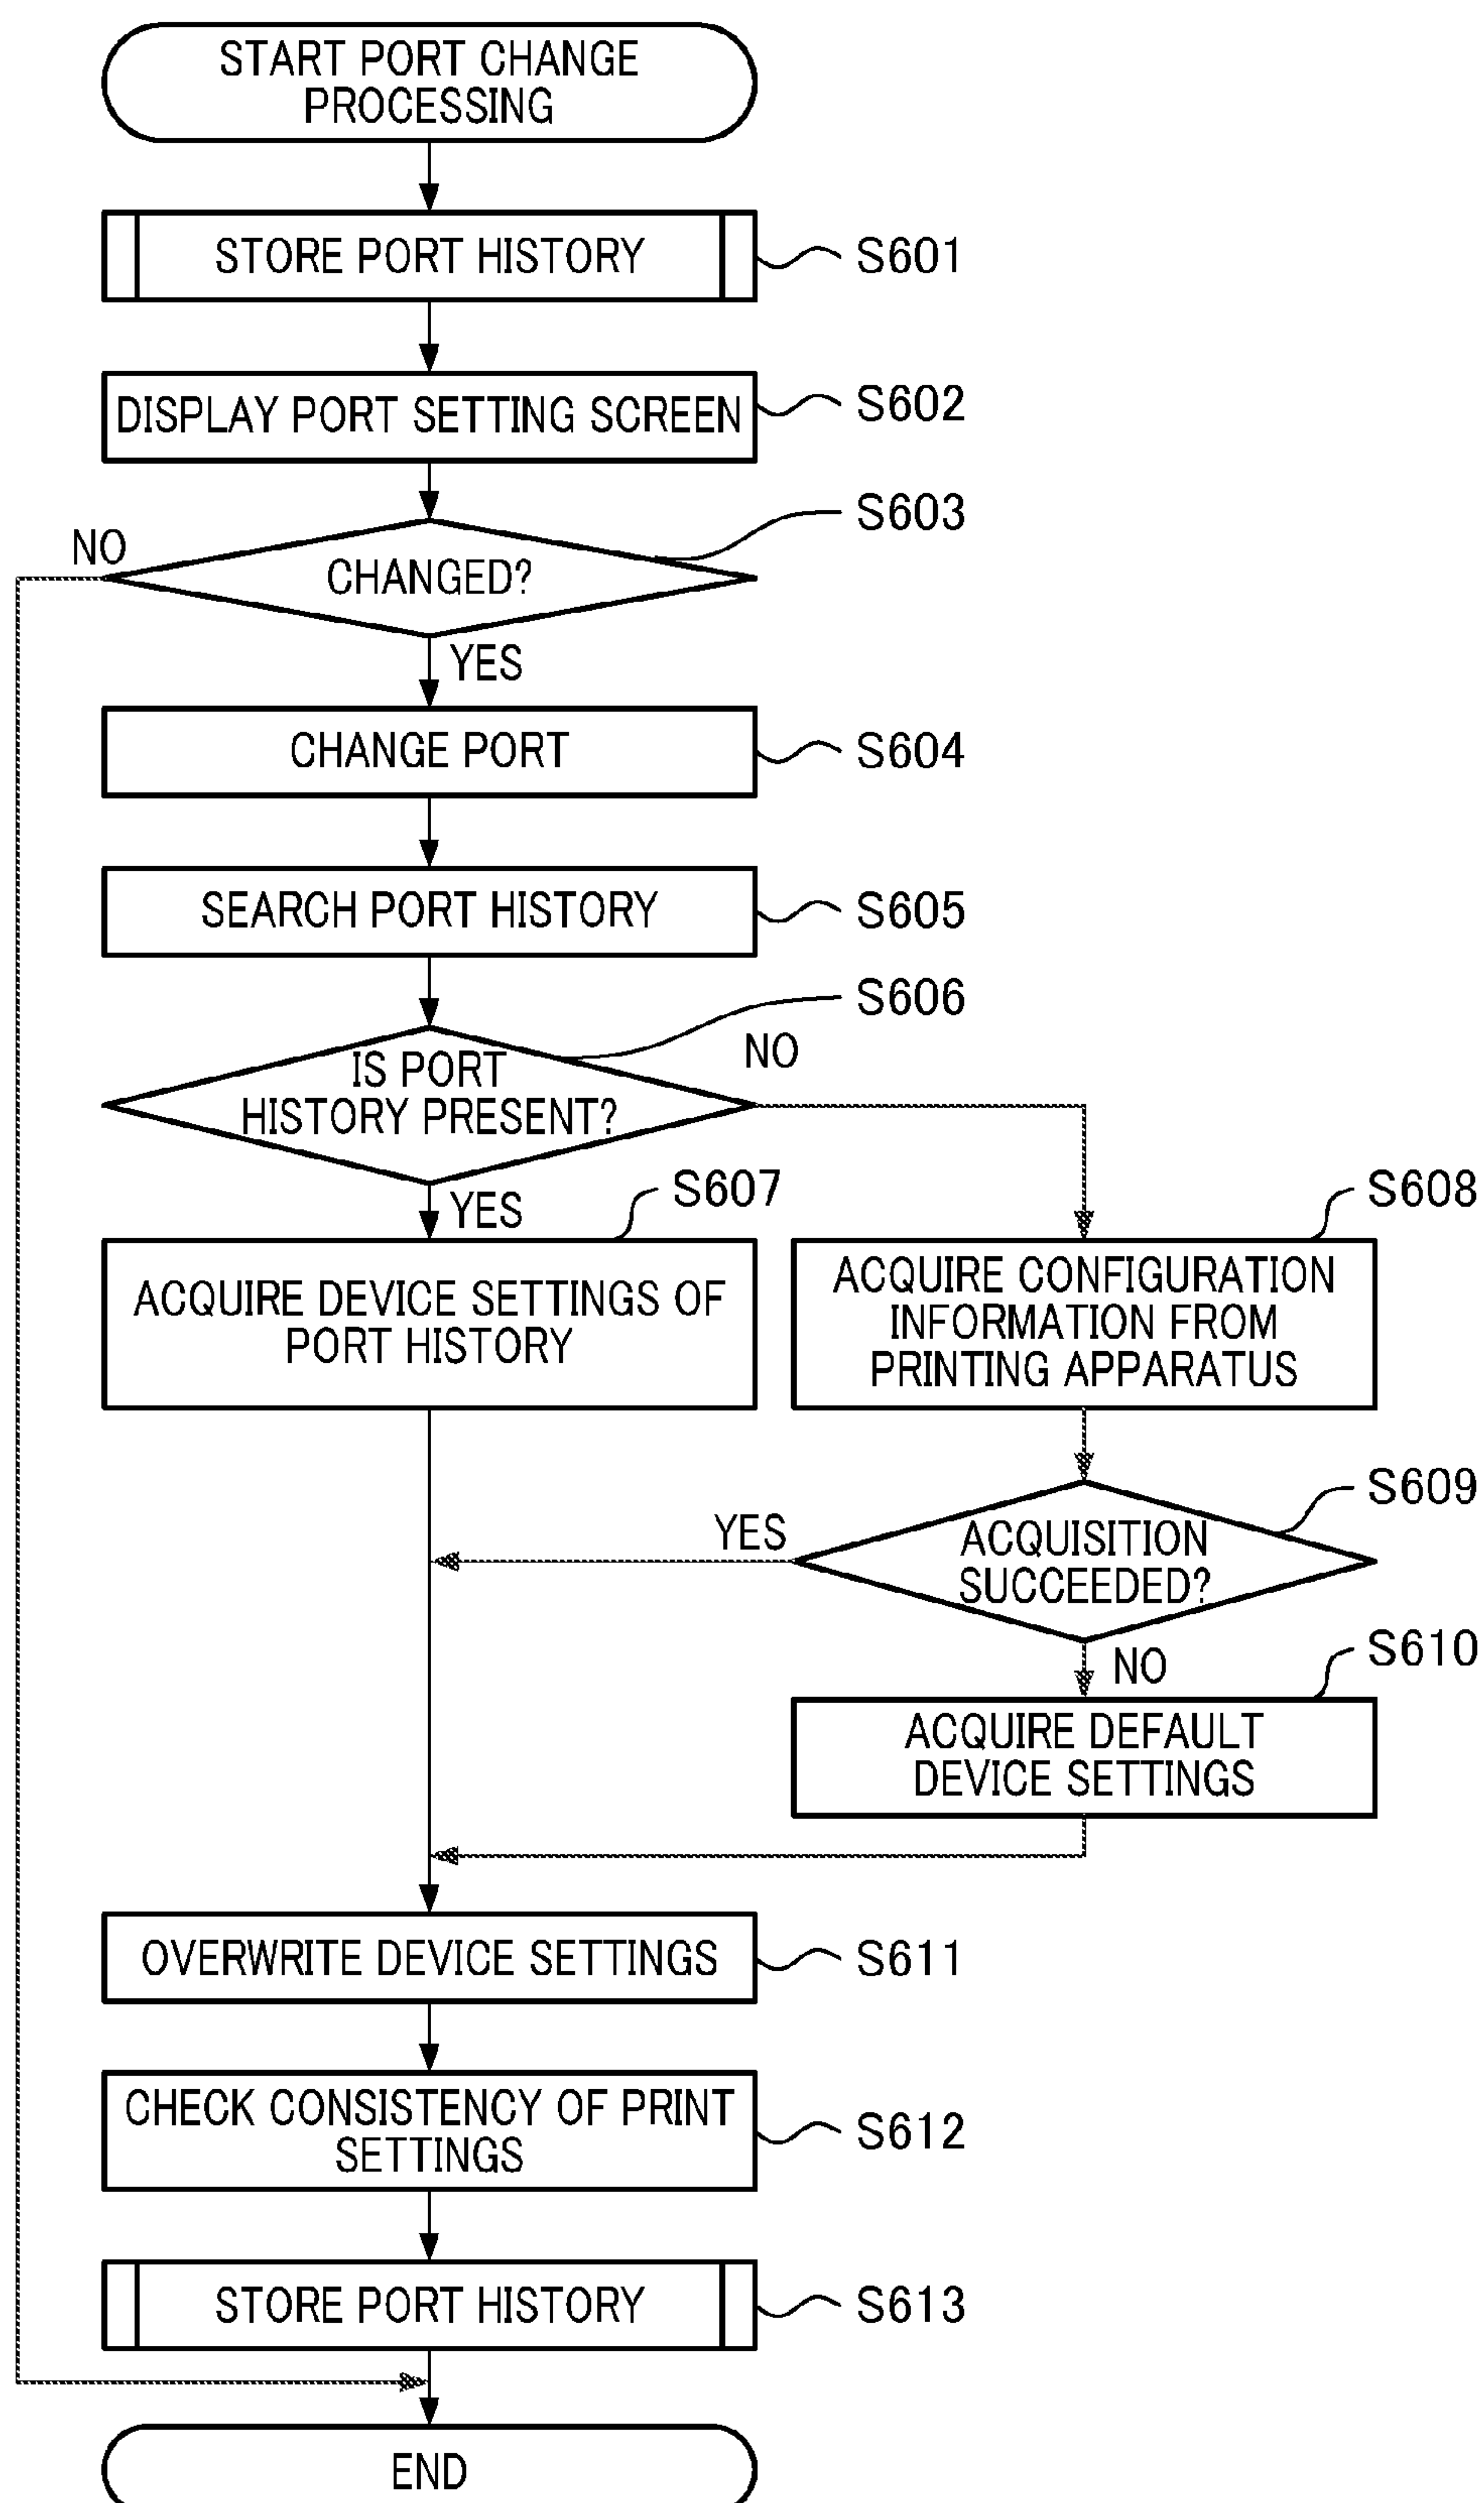 START PORT CHANGE
PROCESSING
STORE PORT HISTORY
S601
DISPLAY PORT SETTING SCREEN
S602
S603
NO
CHANGED?
YES
CHANGE PORT
S604
SEARCH PORT HISTORY
S605
S606
NO
IS PORT
HISTORY PRESENT?
YES
S607
S608
ACQUIRE DEVICE SETTINGS OF
PORT HISTORY
ACQUIRE CONFIGURATION
INFORMATION FROM
PRINTING APPARATUS
S609
YES
ACQUISITION
SUCCEEDED?
NO
S610
ACQUIRE DEFAULT
DEVICE SETTINGS
OVERWRITE DEVICE SETTINGS
S611
CHECK CONSISTENCY OF PRINT
SETTINGS
S612
STORE PORT HISTORY
S613
END